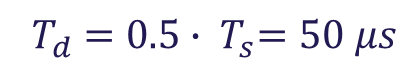 T_d = 0.5 · T_s = 50 μs